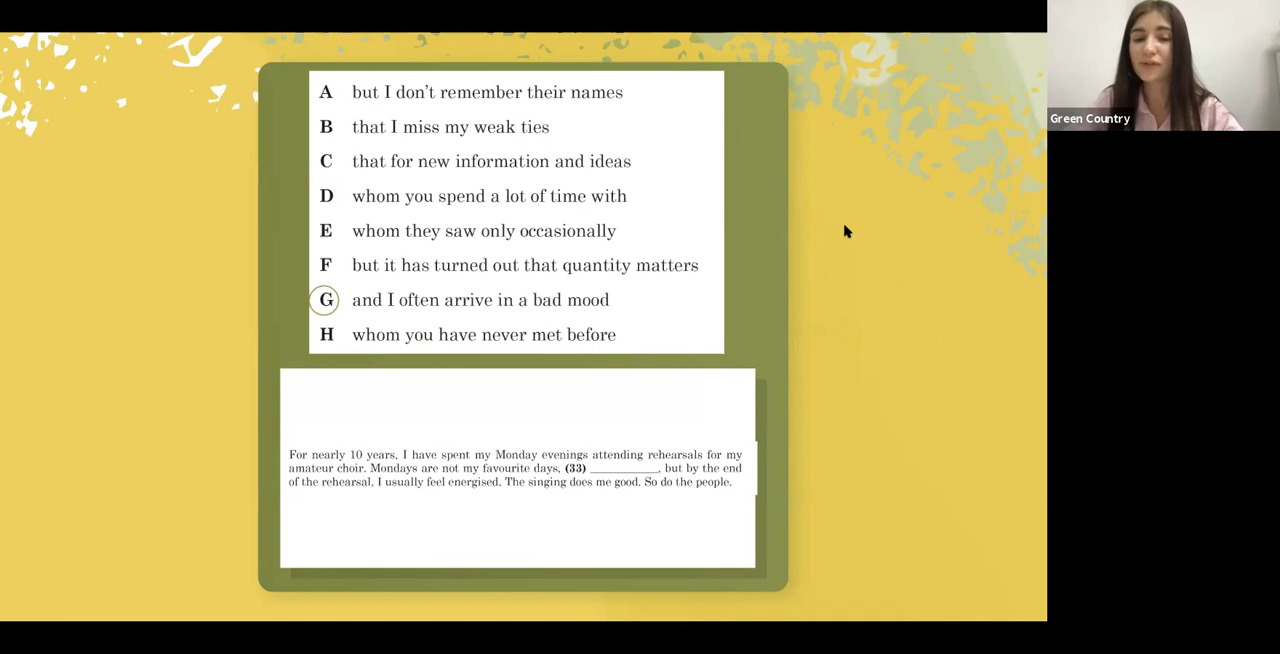 A but I don't remember their names
B that I miss my weak ties
C that for new information and ideas
D whom you spend a lot of time with
E whom they saw only occasionally
F but it has turned out that quantity matters
G and I often arrive in a bad mood
H whom you have never met before
For nearly 10 years, I have spent my Monday evenings attending rehearsals for my
amateur choir. Mondays are not my favourite days, (33) __________, but by the end
of the rehearsal, I usually feel energised. The singing does me good. So do the people.
Green Country